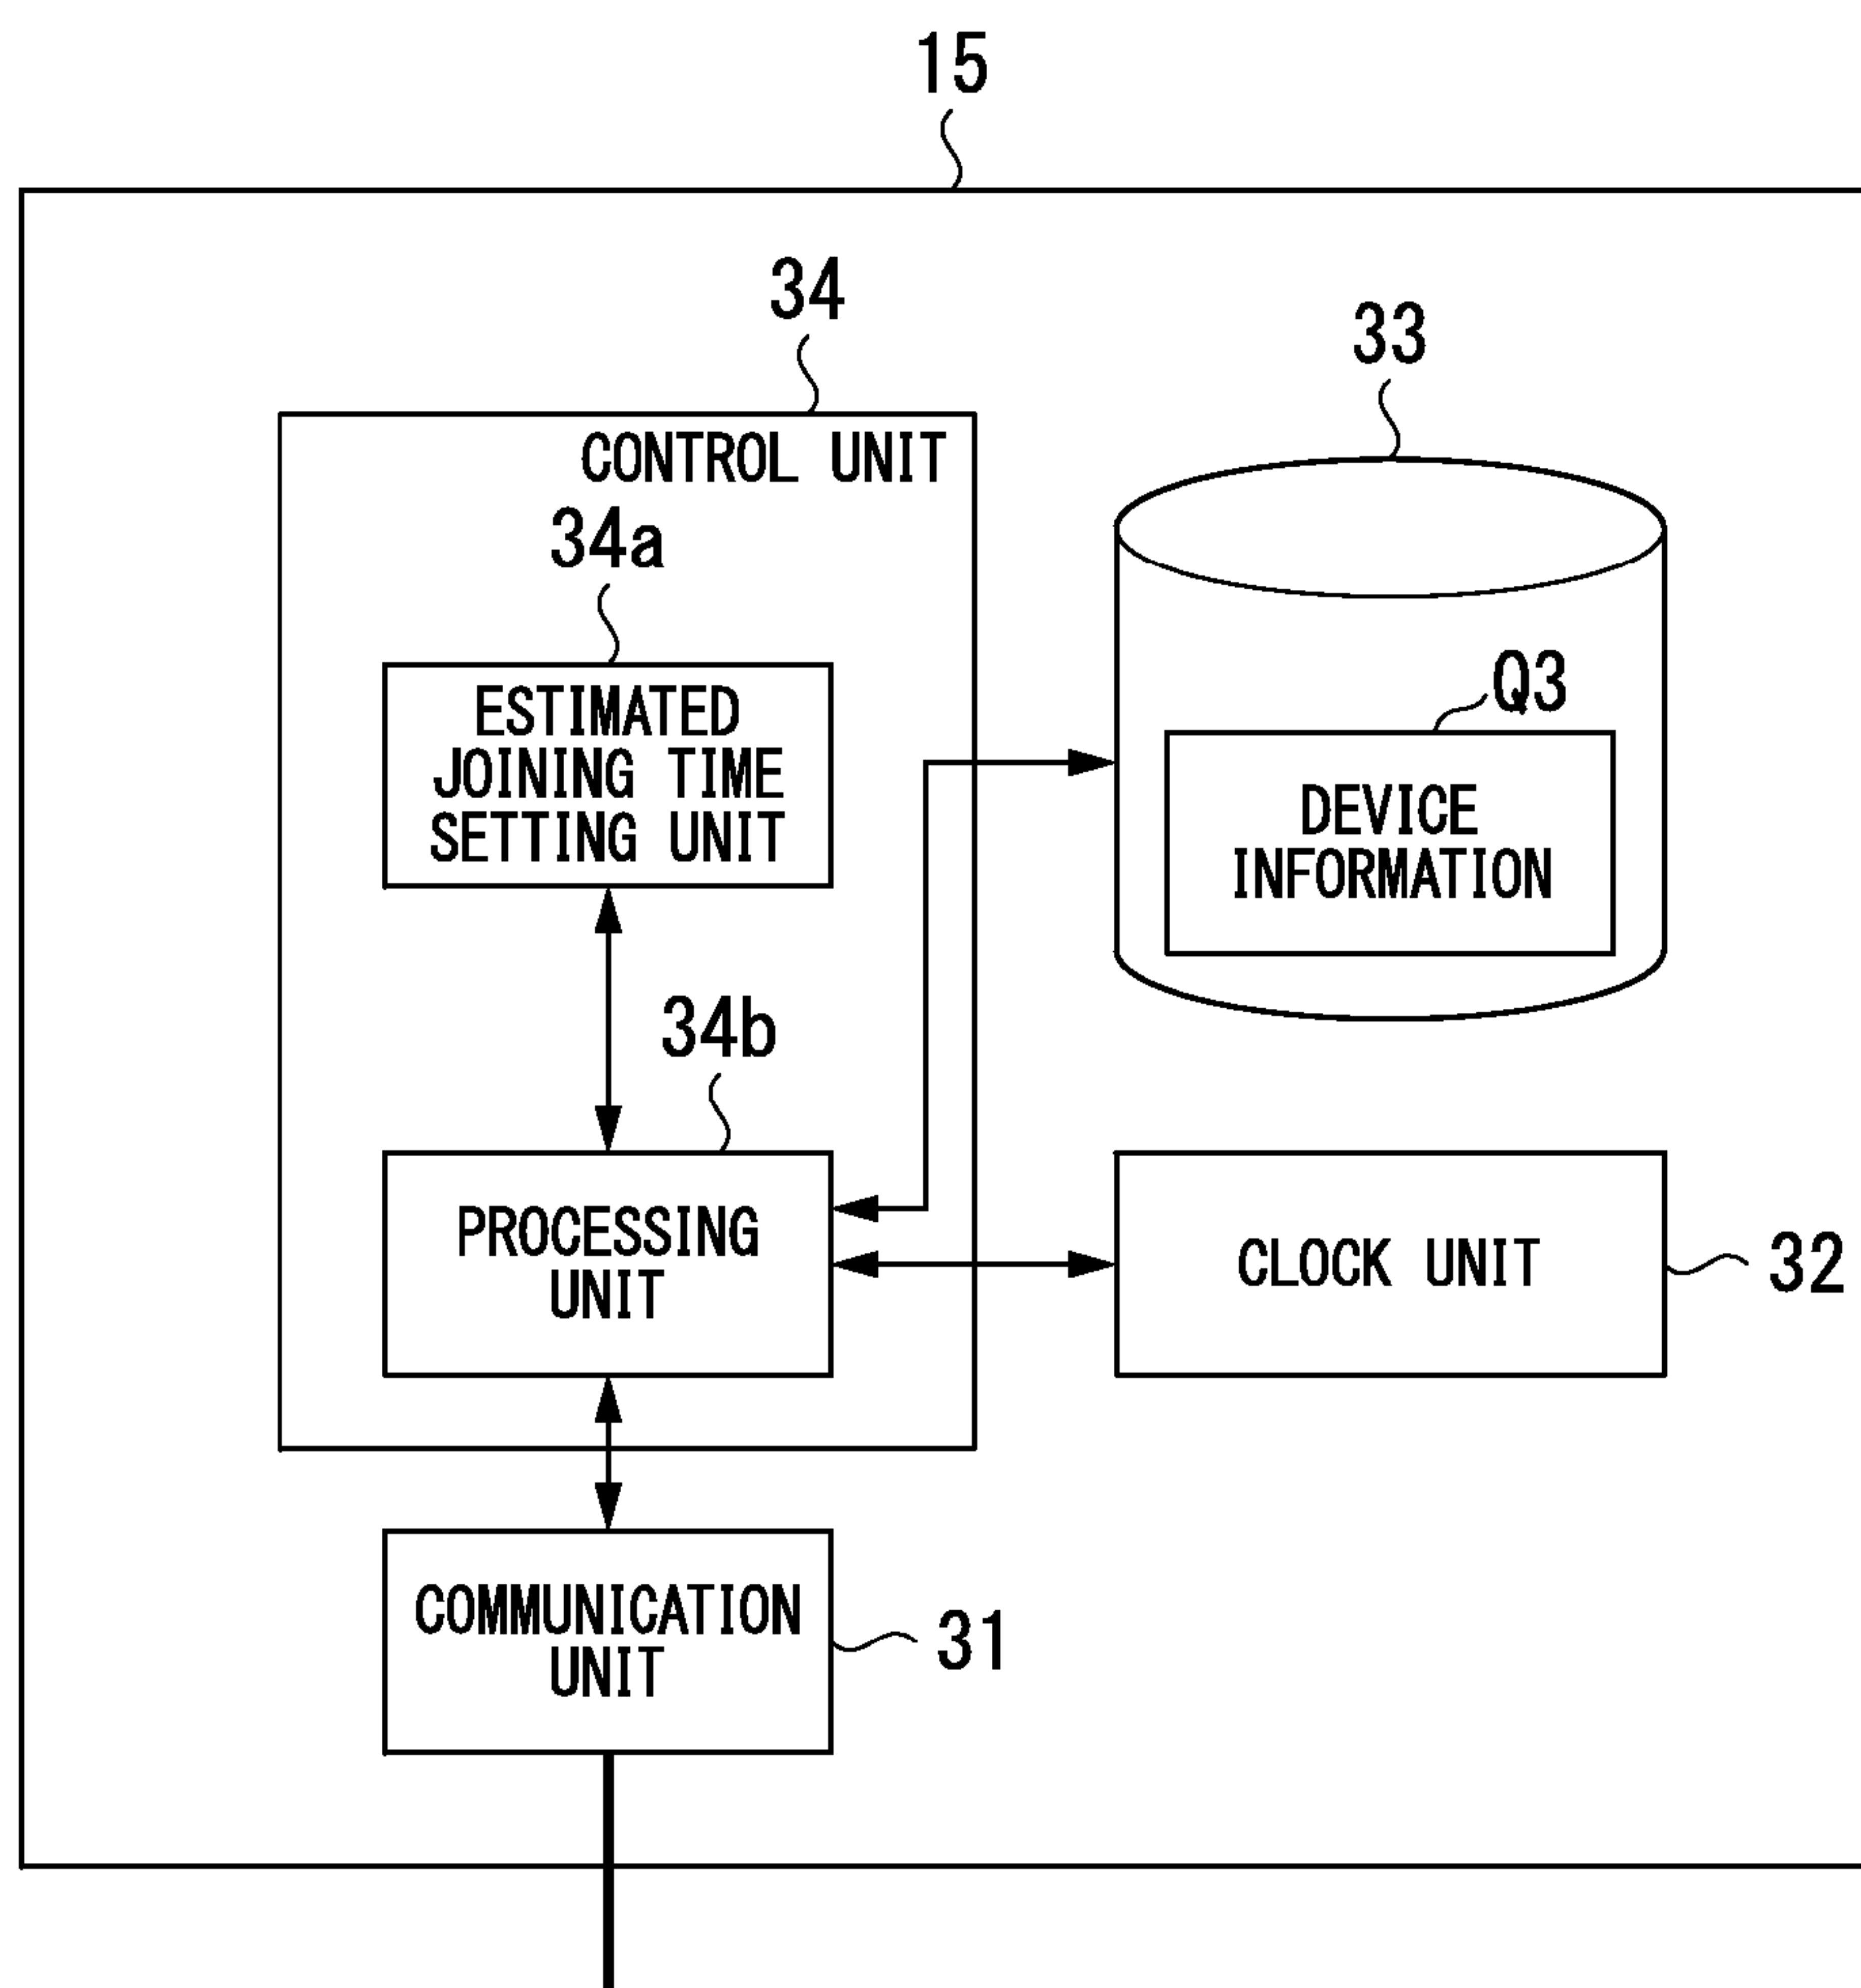 15
34
33
CONTROL UNIT
34a
ESTIMATED
JOINING TIME
SETTING UNIT
Q3
DEVICE
INFORMATION
34b
PROCESSING
UNIT
CLOCK UNIT
32
COMMUNICATION
UNIT
31